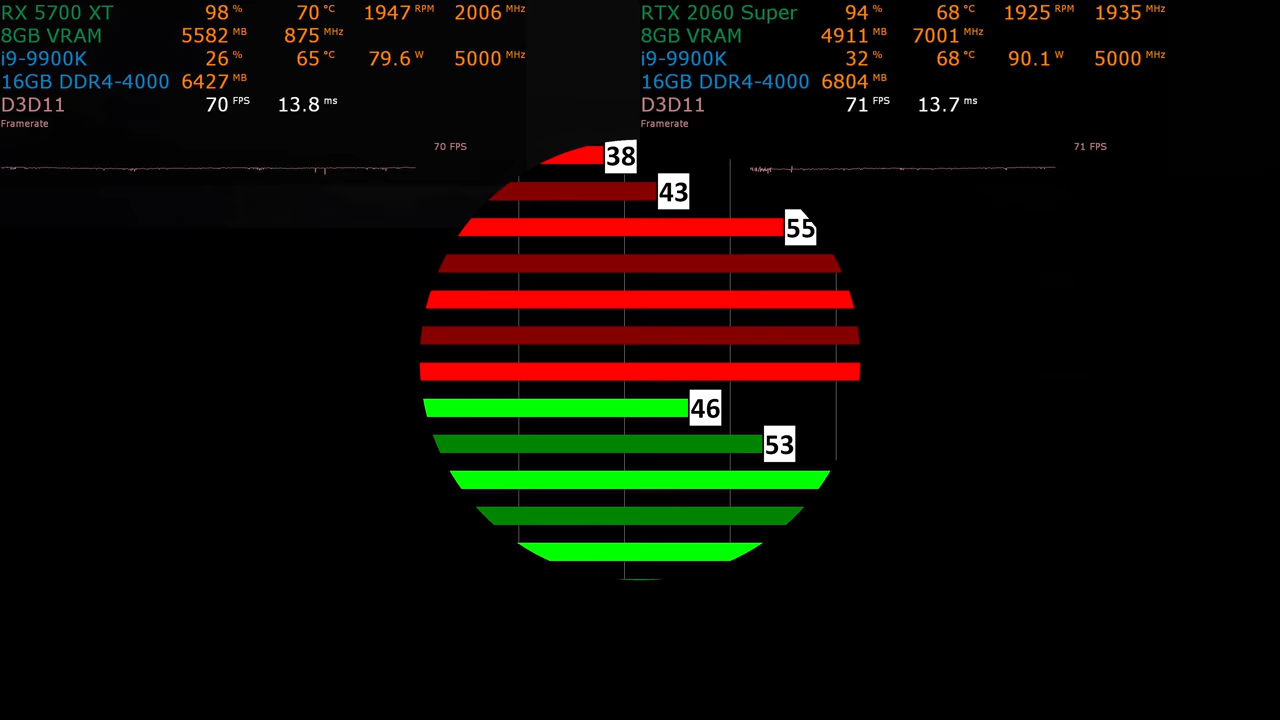 RX 5700 XT 98 % 70 °C 1947 RPM 2006 MHz
8GB VRAM 5582 MB 875 MHz
i9-9900K 26 % 65 °C 79.6 W 5000 MHz
16GB DDR4-4000 6427 MB
D3D11 70 FPS 13.8 ms
Framerate
70 FPS
RTX 2060 Super 94 % 68 °C 1925 RPM 1935 MHz
8GB VRAM 4911 MB 7001 MHz
i9-9900K 32 % 68 °C 90.1 W 5000 MHz
16GB DDR4-4000 6804 MB
D3D11 71 FPS 13.7 ms
Framerate
71 FPS
38
43
55
46
53